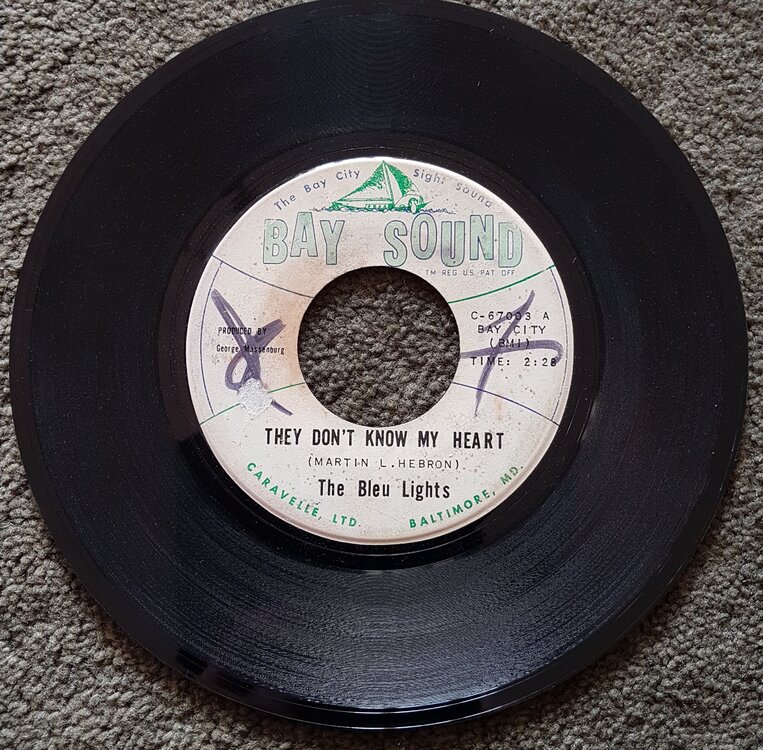 The Bay City Sight Sound
BAY SOUND
TM REG US PAT OFF
PRODUCED BY
George Massenburg
C-67003 A
BAY CITY
(BMI)
TIME: 2:28
THEY DON'T KNOW MY HEART
(MARTIN L. HEBRON)
The Bleu Lights
CARAVELLE, LTD. BALTIMORE, MD.